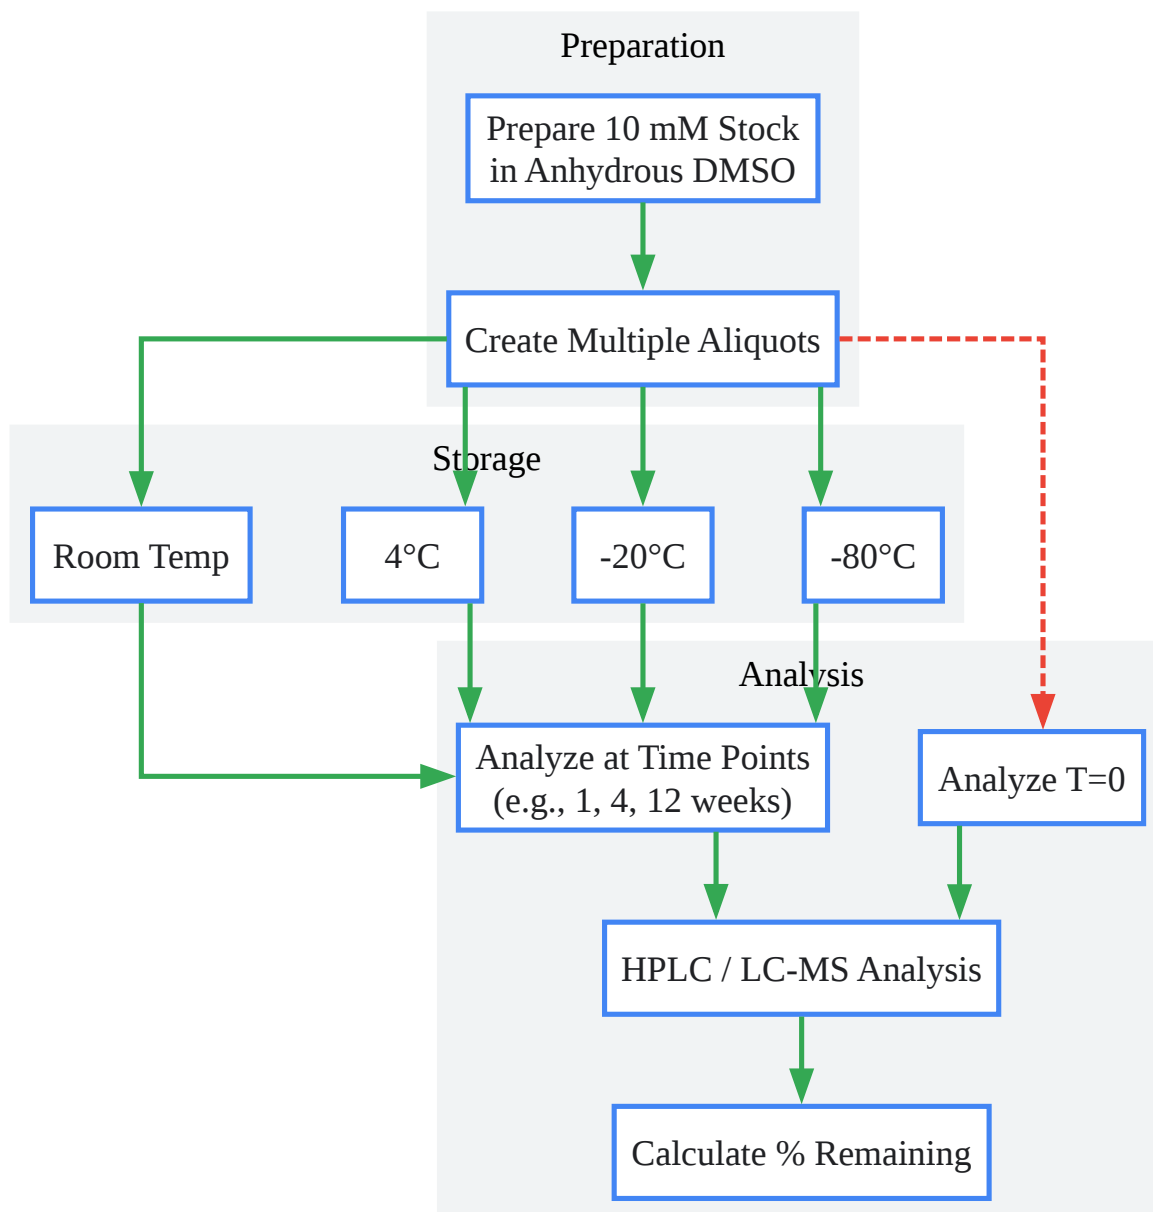 Preparation
Prepare 10 mM Stock
in Anhydrous DMSO
Create Multiple Aliquots
Storage
Room Temp
4°C
-20°C
-80°C
Analysis
Analyze at Time Points
(e.g., 1, 4, 12 weeks)
Analyze T=0
HPLC / LC-MS Analysis
Calculate % Remaining